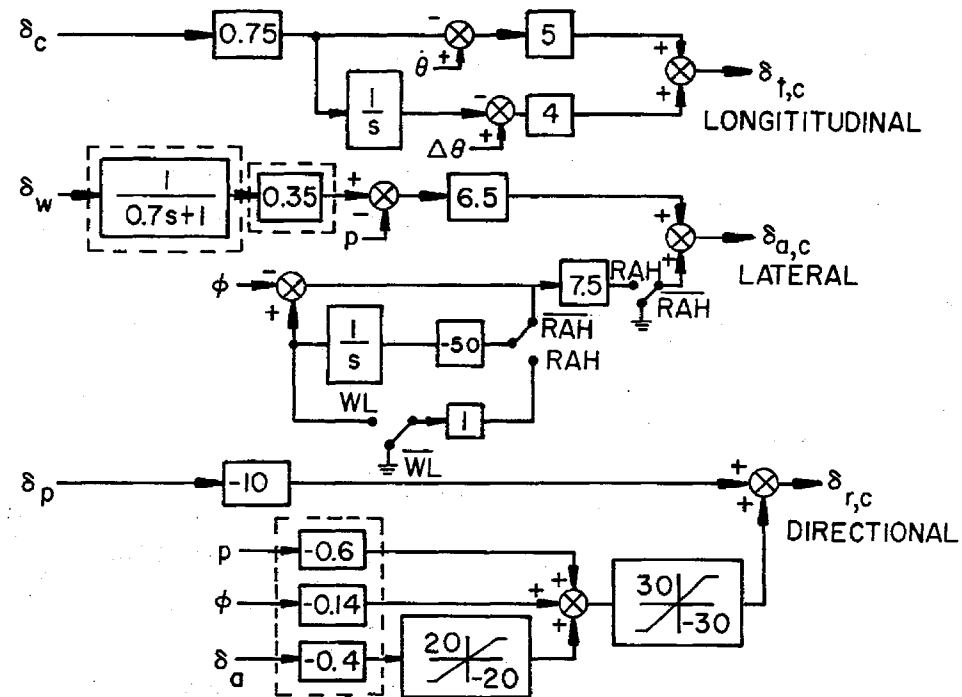 δc 0.75 - 5 +
θ̇ + δt,c
1/s - 4 +
Δθ + LONGITITUDINAL
δw 1/0.7s+1 0.35 + 6.5 +
p - δa,c
LATERAL
ϕ - 7.5 RAH +
+ RAH̅
1/s -50 RAH̅
RAH
WL
1
WL̅
δp -10 + δr,c
+ DIRECTIONAL
p -0.6 +
ϕ -0.14 + 30 -30
δa -0.4 20 -20 +